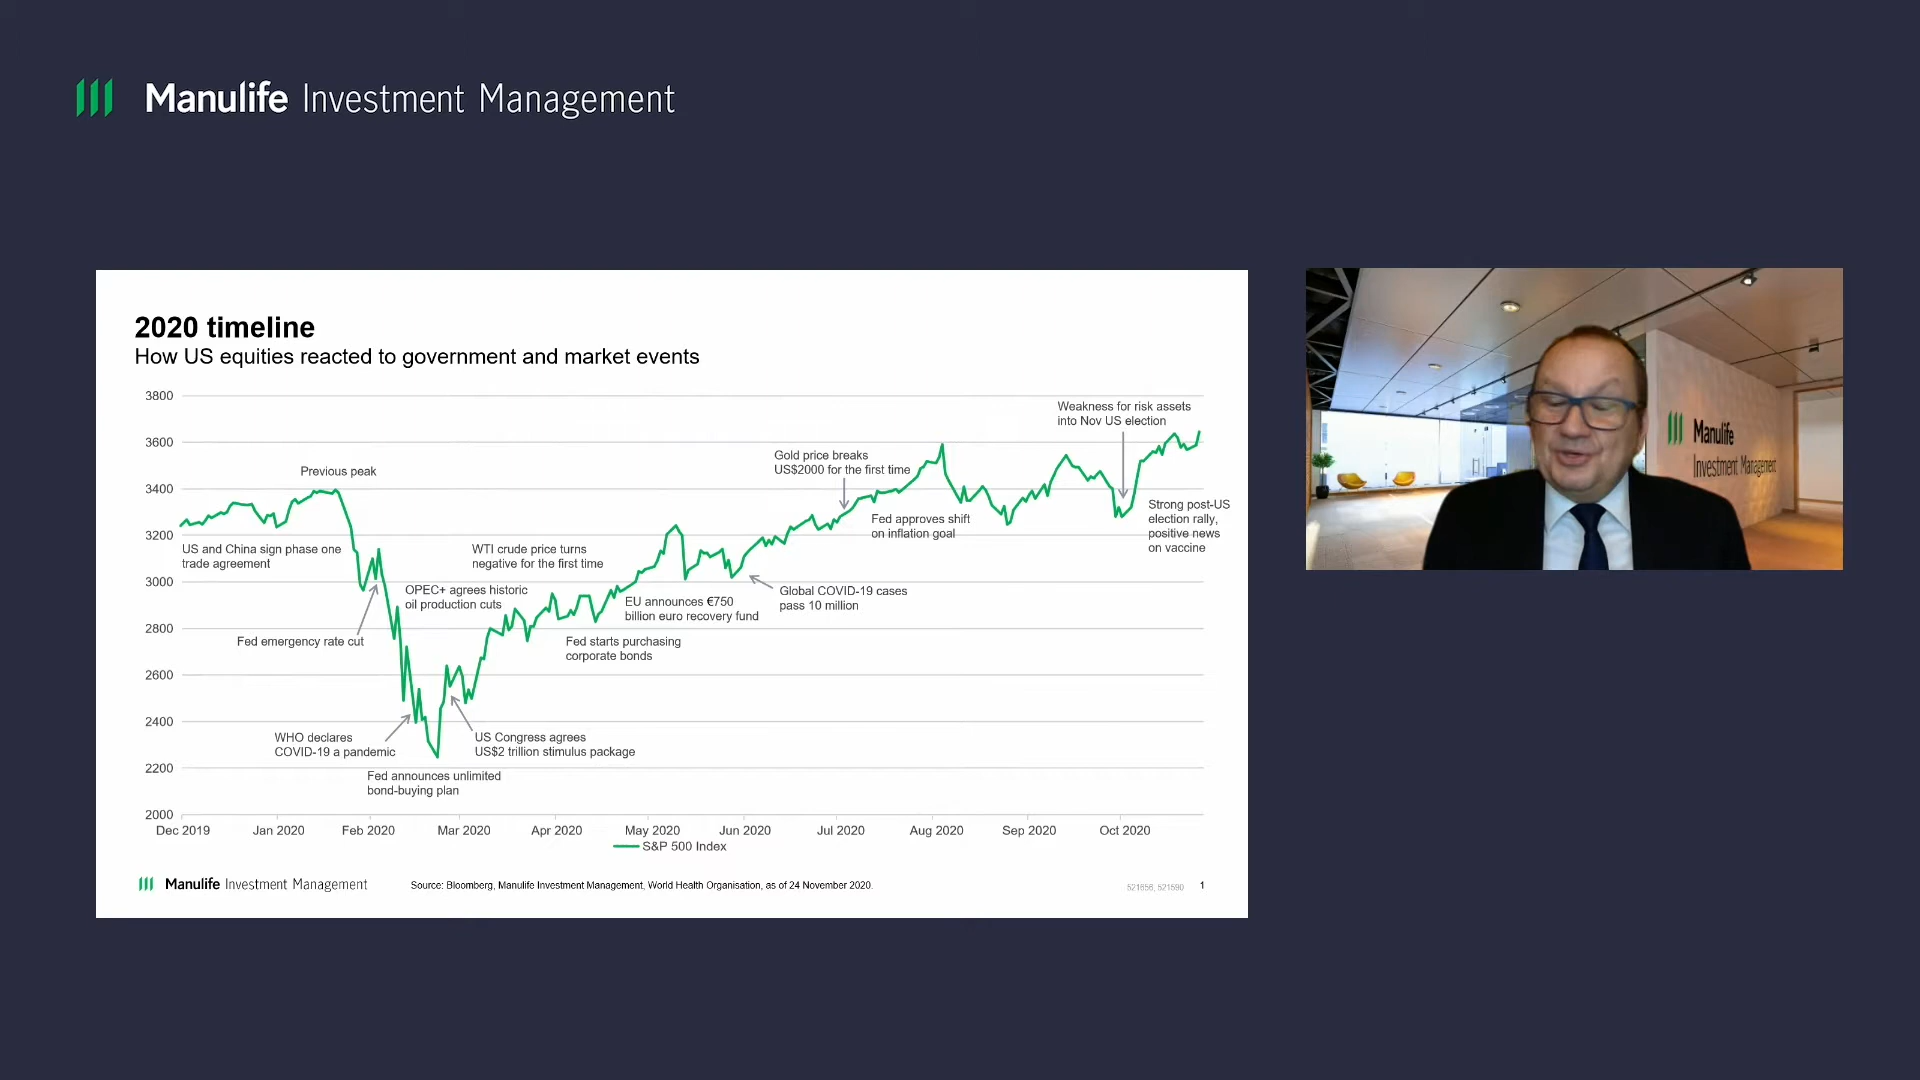 Manulife Investment Management
2020 timeline
How US equities reacted to government and market events
3800
3600
3400
3200
3000
2800
2600
2400
2200
2000
Previous peak
US and China sign phase one
trade agreement
Fed emergency rate cut
WHO declares
COVID-19 a pandemic
Fed announces unlimited
bond-buying plan
OPEC+ agrees historic
oil production cuts
WTI crude price turns
negative for the first time
US Congress agrees
US$2 trillion stimulus package
Fed starts purchasing
corporate bonds
EU announces €750
billion euro recovery fund
Global COVID-19 cases
pass 10 million
Gold price breaks
US$2000 for the first time
Fed approves shift
on inflation goal
Weakness for risk assets
into Nov US election
Strong post-US
election rally,
positive news
on vaccine
Dec 2019
Jan 2020
Feb 2020
Mar 2020
Apr 2020
May 2020
Jun 2020
Jul 2020
Aug 2020
Sep 2020
Oct 2020
S&P 500 Index
Manulife Investment Management
Source: Bloomberg, Manulife Investment Management, World Health Organisation, as of 24 November 2020.
521656; 521590
1
Manulife
Investment Management